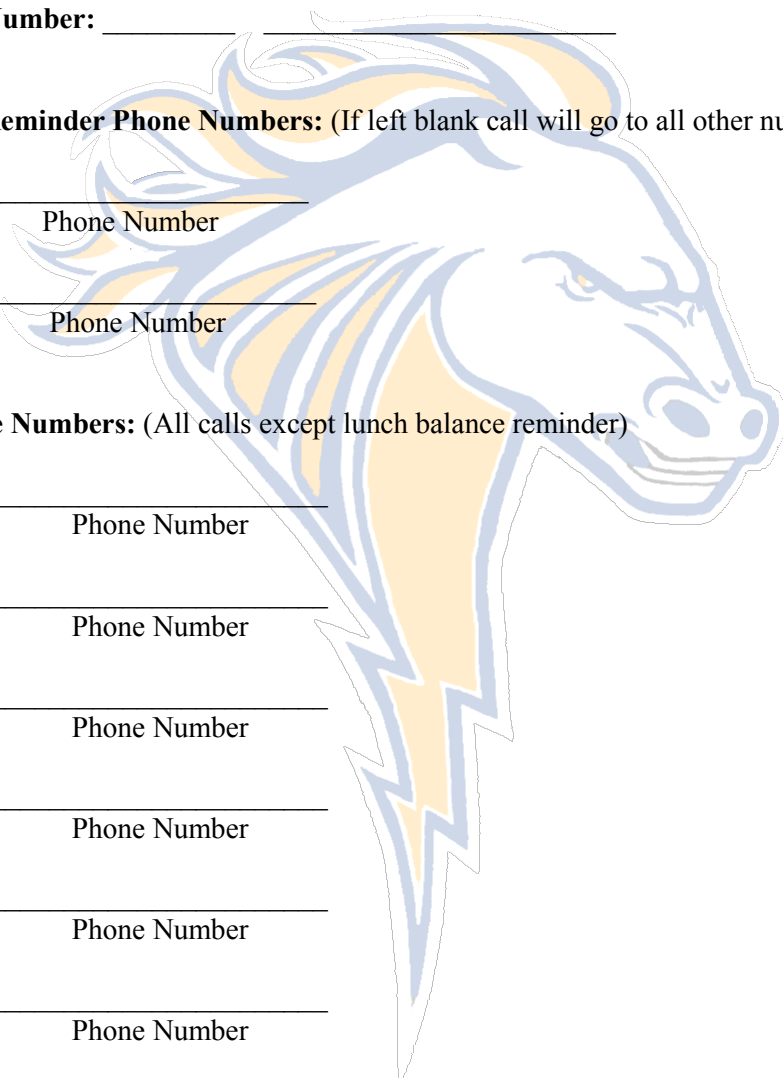 umber: _________ ________________________
eminder Phone Numbers: (If left blank call will go to all other nu
Phone Number
Phone Number
e Numbers: (All calls except lunch balance reminder)
Phone Number
Phone Number
Phone Number
Phone Number
Phone Number
Phone Number